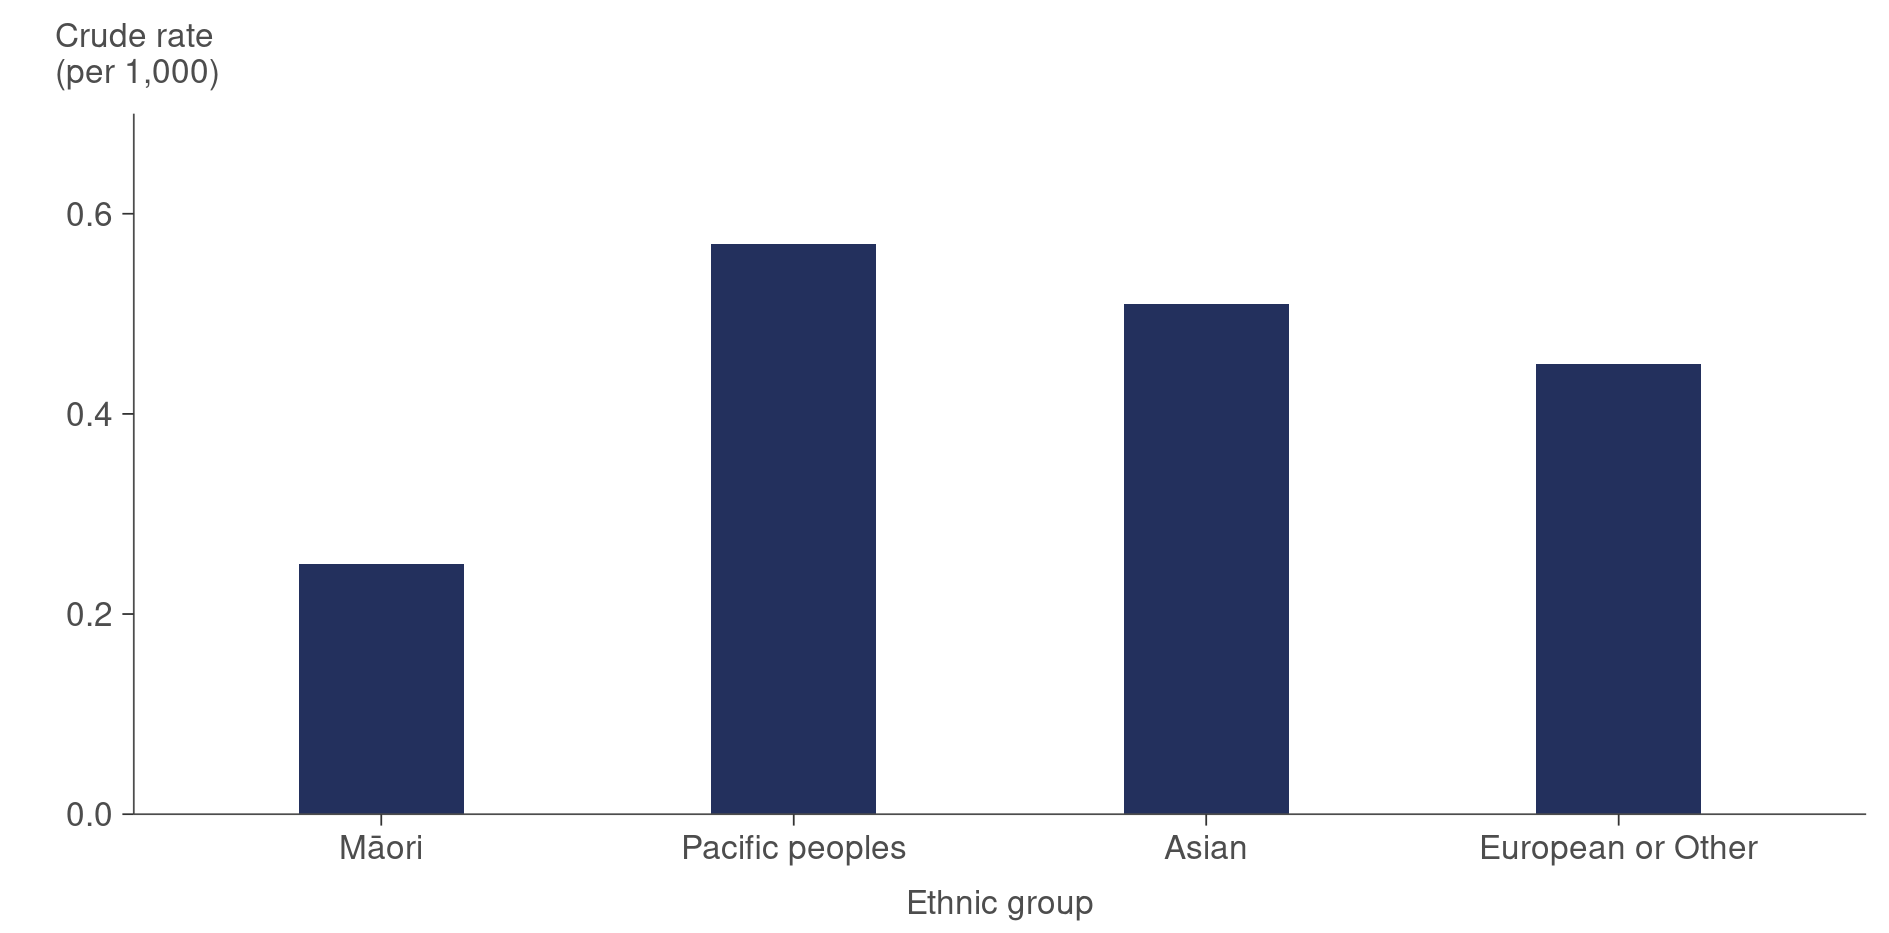 Crude rate
(per 1,000)
0.6
0.4
0.2
0.0
Māori Pacific peoples Asian European or Other
Ethnic group